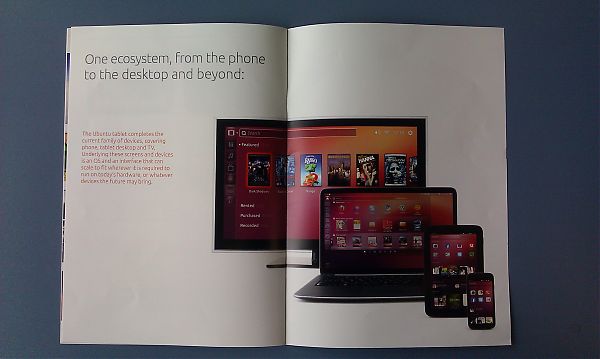 One ecosystem, from the phone
to the desktop and beyond:
The Ubuntu tablet completes the
current family of devices, covering
phone, tablet desktop and TV.
Underlying these screens and devices
is an OS and an interface that can
scale to fit wherever it is required to
run on today's hardware, or whatever
devices the future may bring.
Search
Featured
Rented
Purchased
Recorded